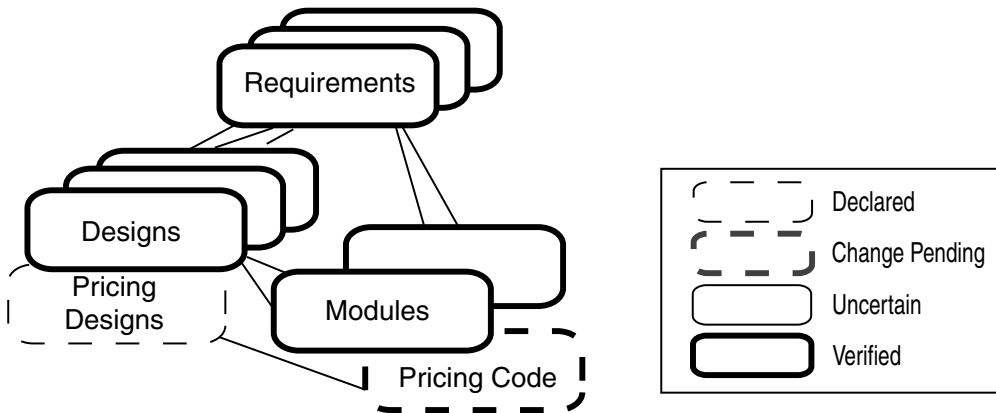 Requirements
Designs
Pricing
Designs
Modules
Pricing Code
Declared
Change Pending
Uncertain
Verified